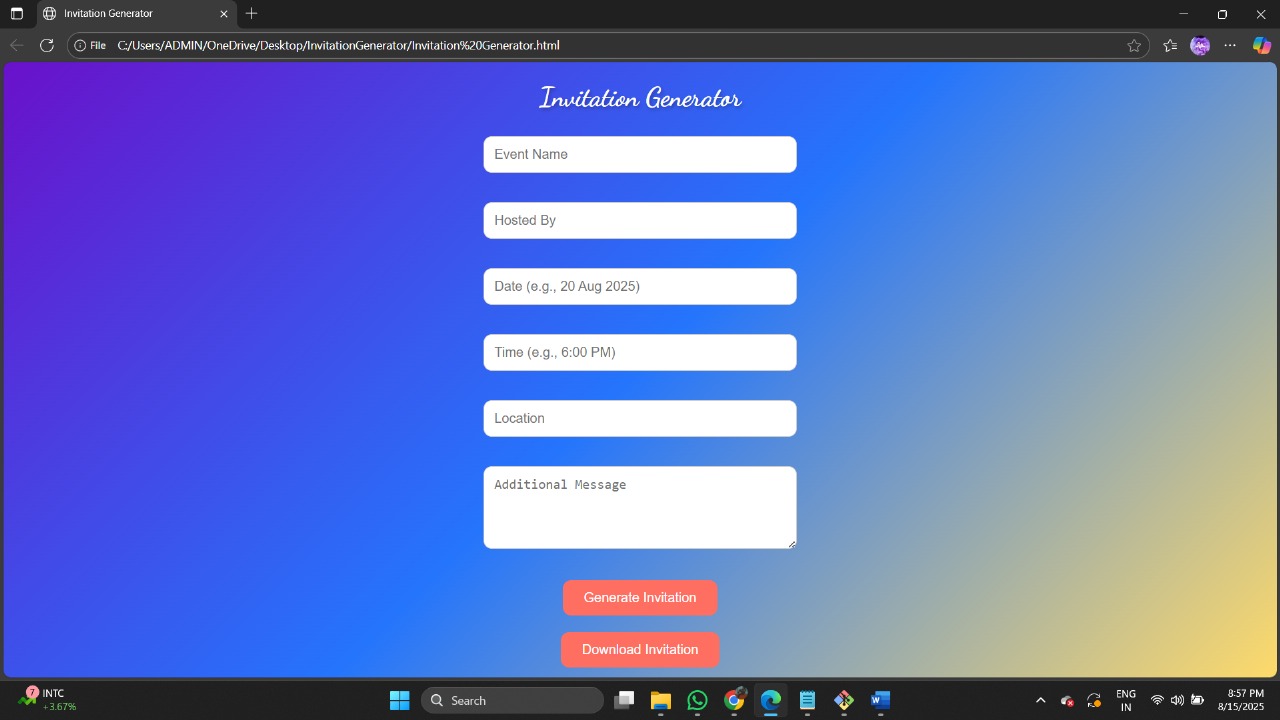 Invitation Generator
File
C:/Users/ADMIN/OneDrive/Desktop/InvitationGenerator/Invitation%20Generator.html
Invitation Generator
Event Name
Hosted By
Date (e.g., 20 Aug 2025)
Time (e.g., 6:00 PM)
Location
Additional Message
Generate Invitation
Download Invitation
7
INTC
+3.67%
Search
ENG
IN
8:57 PM
8/15/2025